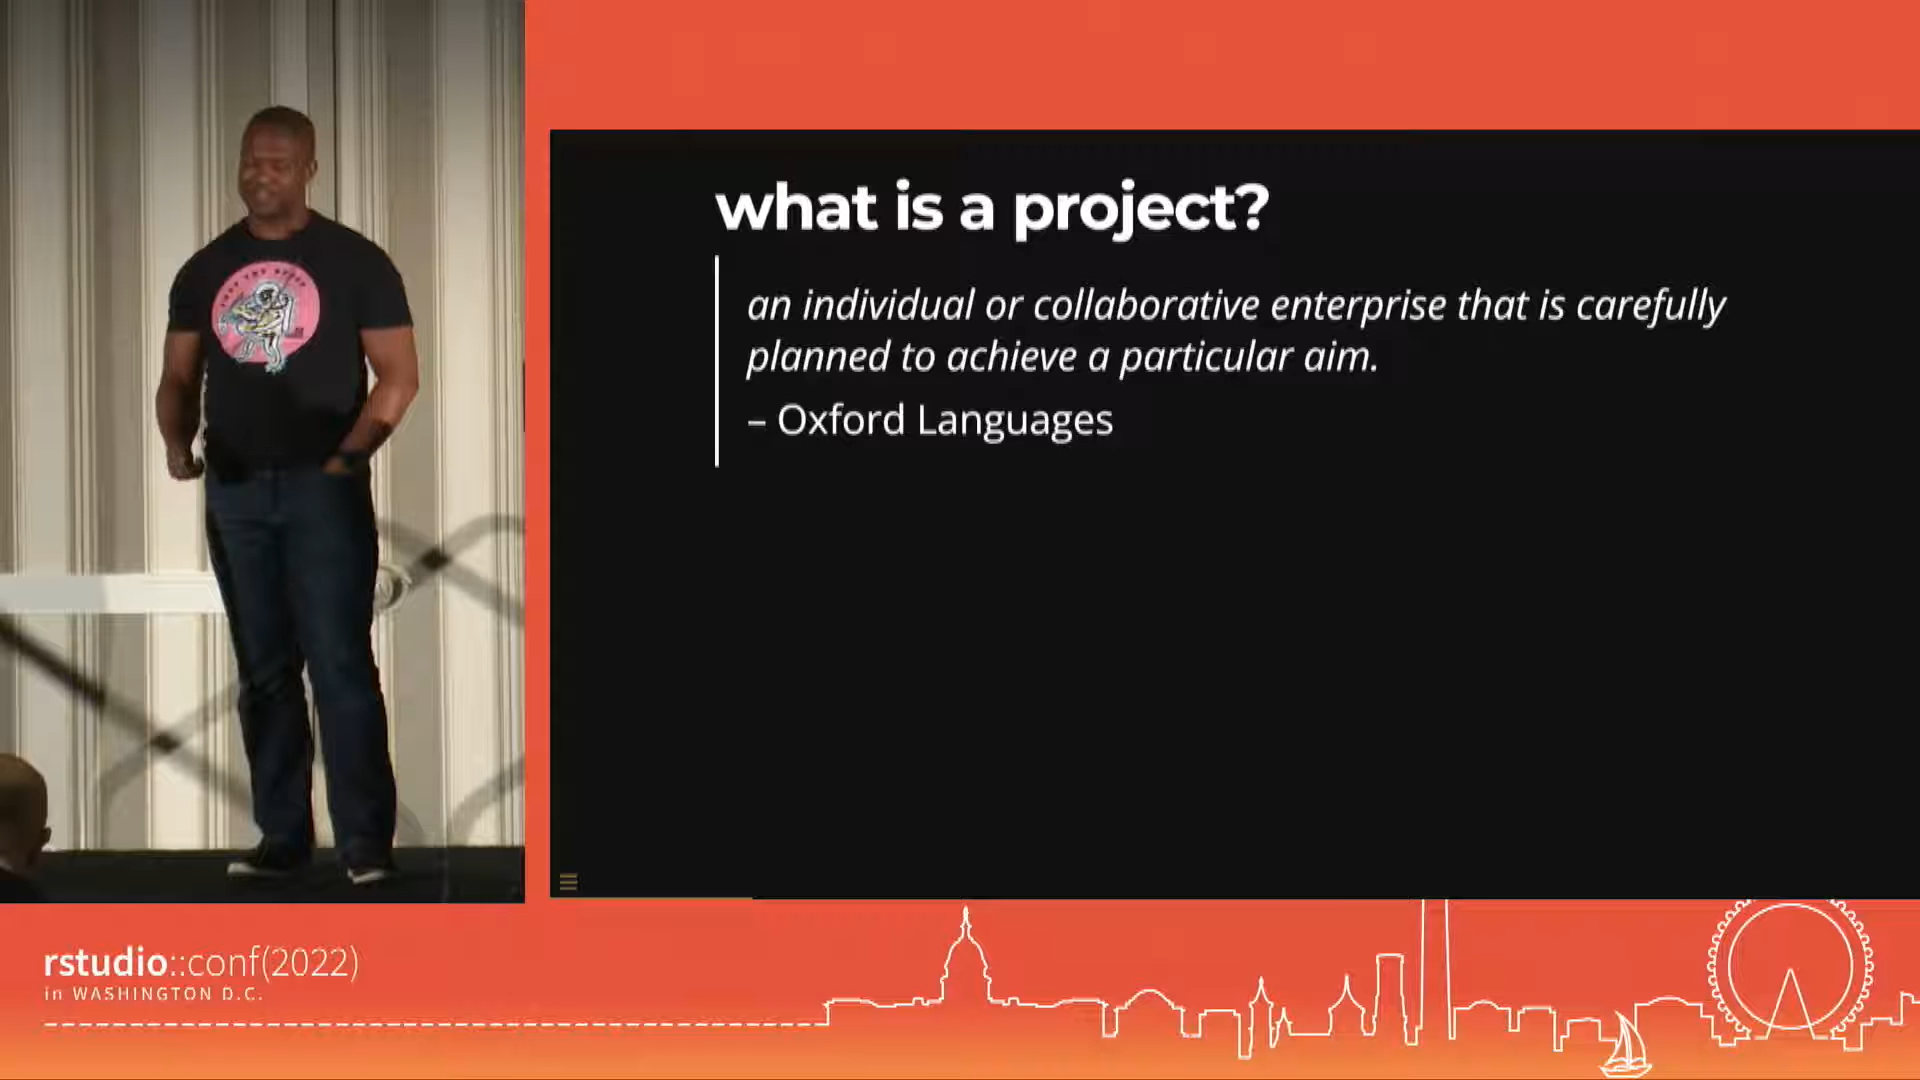 what is a project?
an individual or collaborative enterprise that is carefully
planned to achieve a particular aim.
– Oxford Languages
rstudio::conf(2022)
in WASHINGTON D.C.